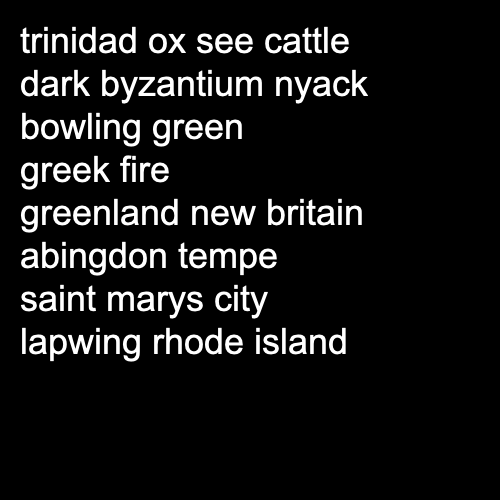 trinidad ox see cattle
dark byzantium nyack
bowling green
greek fire
greenland new britain
abingdon tempe
saint marys city
lapwing rhode island